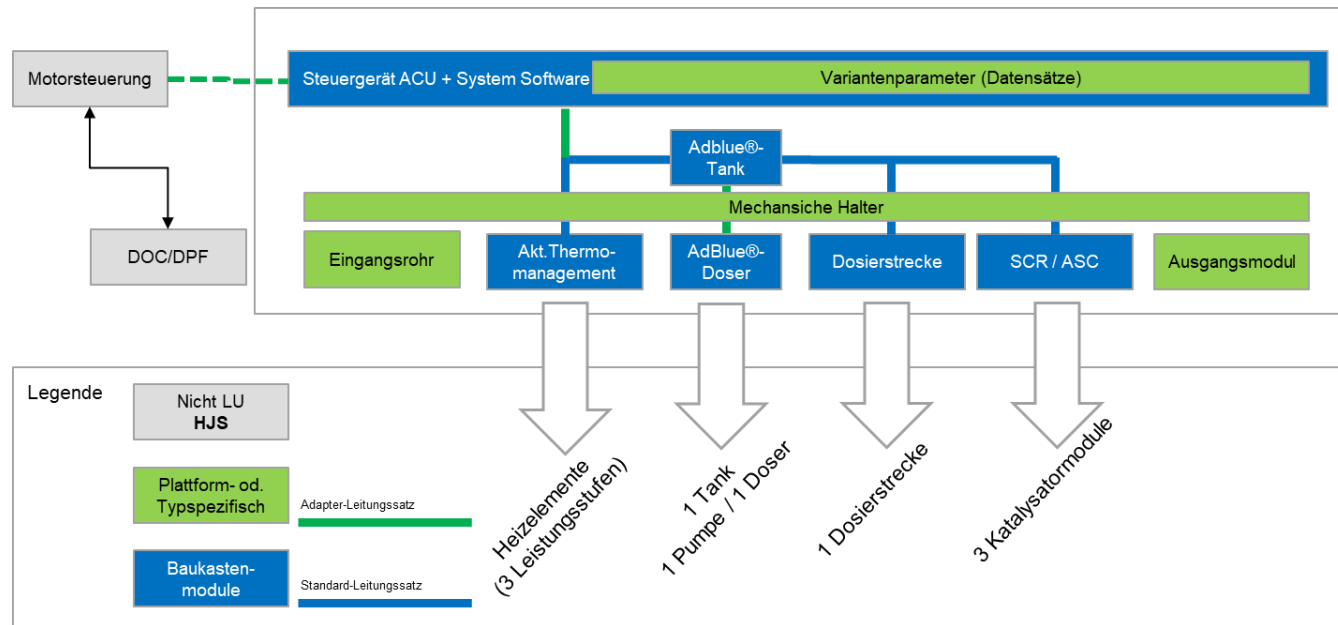 Motorsteuerung
Steuergerät ACU + System Software
Variantenparameter (Datensätze)
Adblue®-
Tank
Mechansiche Halter
DOC/DPF
Eingangsrohr
Akt.Thermo-
management
AdBlue®-
Doser
Dosierstrecke
SCR / ASC
Ausgangsmodul
Legende
Nicht LU
HJS
Plattform- od.
Typspezifisch
Adapter-Leitungssatz
Baukasten-
module
Standard-Leitungssatz
Heizelemente
(3 Leistungsstufen)
1 Tank
1 Pumpe / 1 Doser
1 Dosierstrecke
3 Katalysatormodule